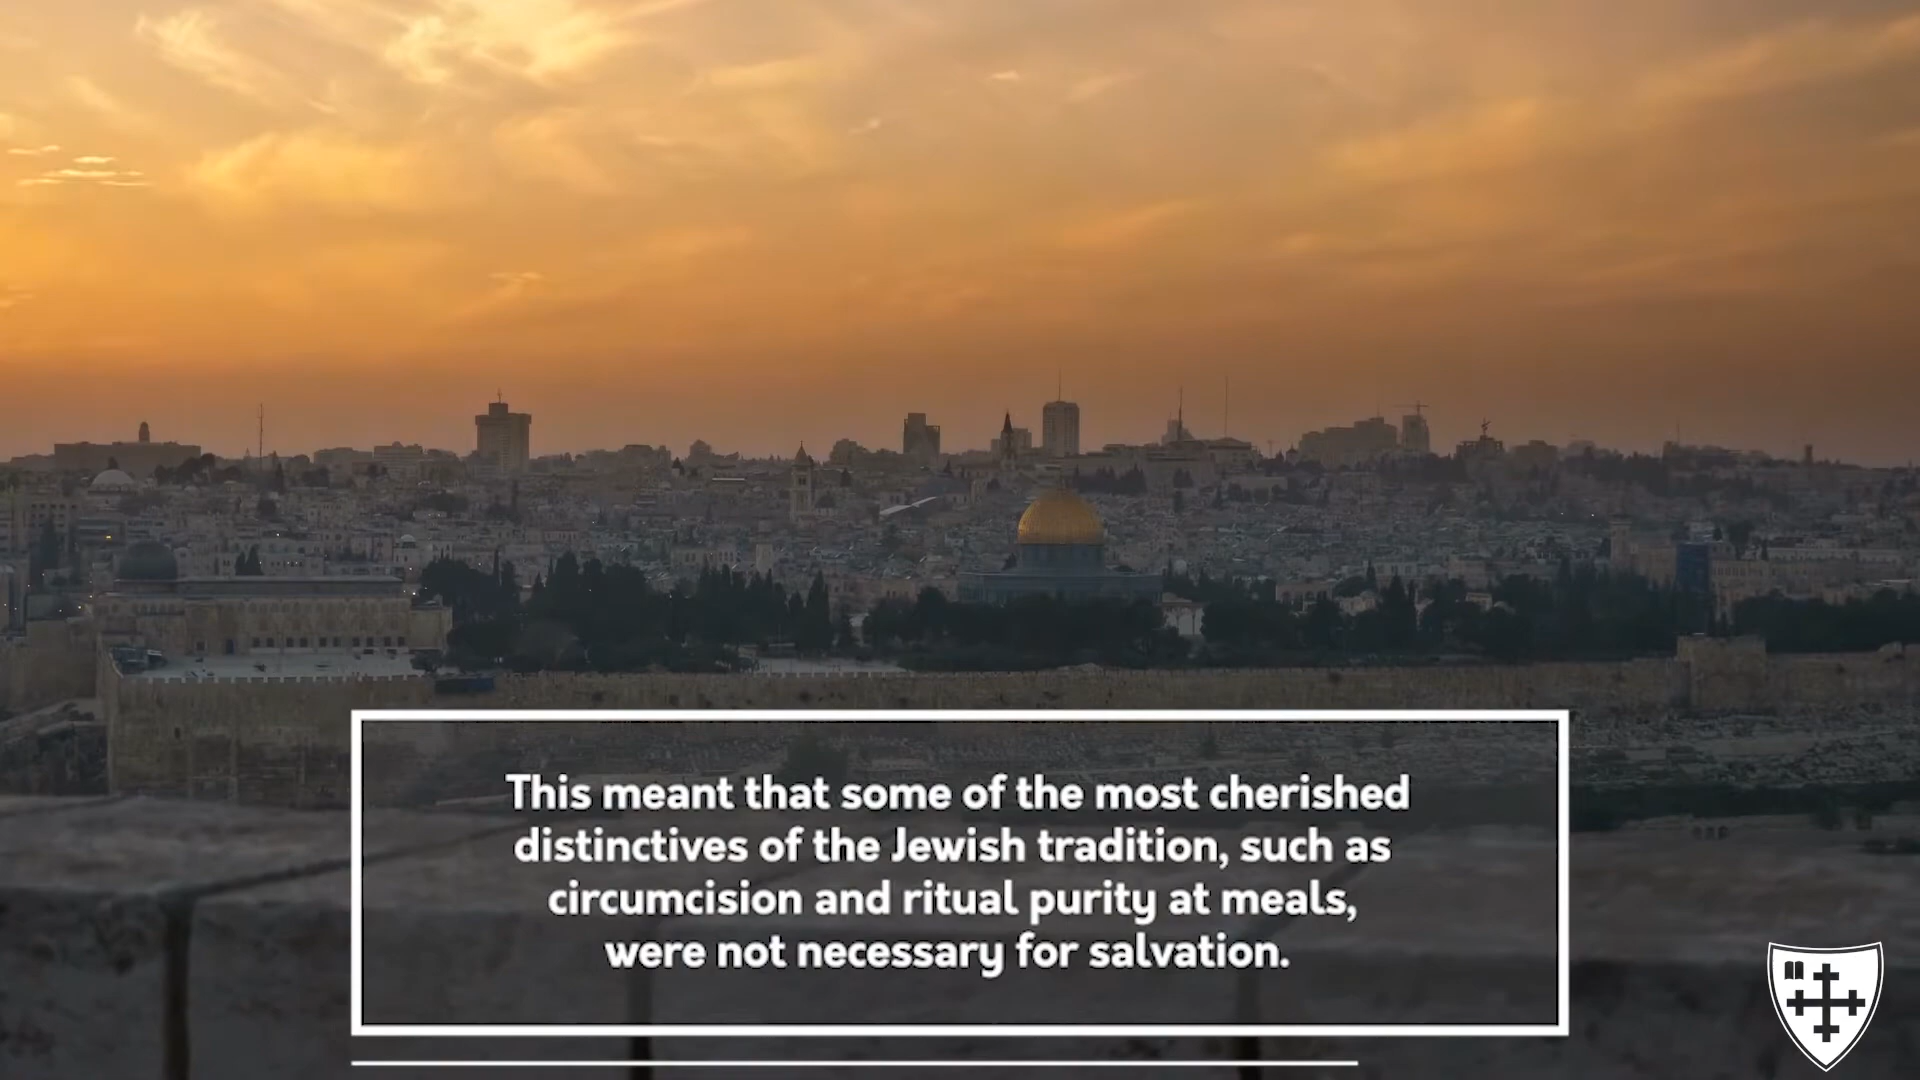 This meant that some of the most cherished
distinctives of the Jewish tradition, such as
circumcision and ritual purity at meals,
were not necessary for salvation.